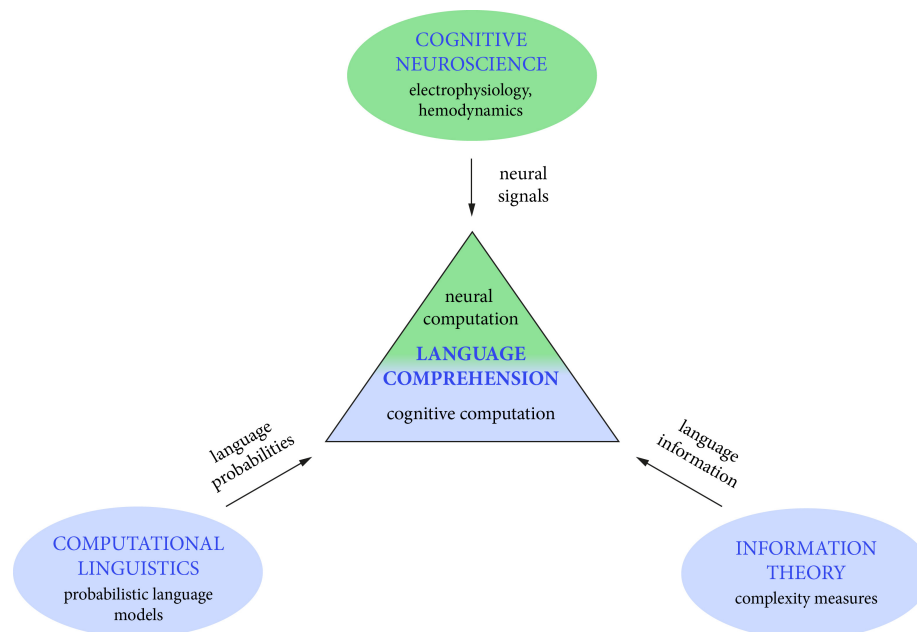 COGNITIVE
NEUROSCIENCE
electrophysiology,
hemodynamics
neural
signals
neural
computation
LANGUAGE
COMPREHENSION
cognitive computation
language
probabilities
language
information
COMPUTATIONAL
LINGUISTICS
probabilistic language
models
INFORMATION
THEORY
complexity measures